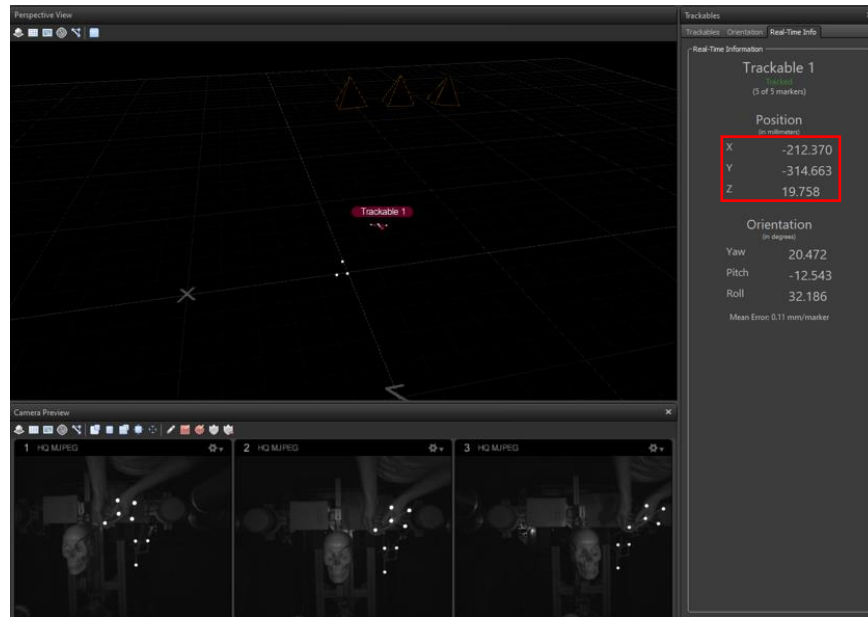 Perspective View
Trackable 1
X
Camera Preview
1 HQ MJPEG
2 HQ MJPEG
3 HQ MJPEG
Trackables
Trackables Orientation Real-Time Info
Real-Time Information
Trackable 1
Tracked
(5 of 5 markers)
Position
(in millimeters)
X -212.370
Y -314.663
Z 19.758
Orientation
(in degrees)
Yaw 20.472
Pitch -12.543
Roll 32.186
Mean Error: 0.11 mm/marker